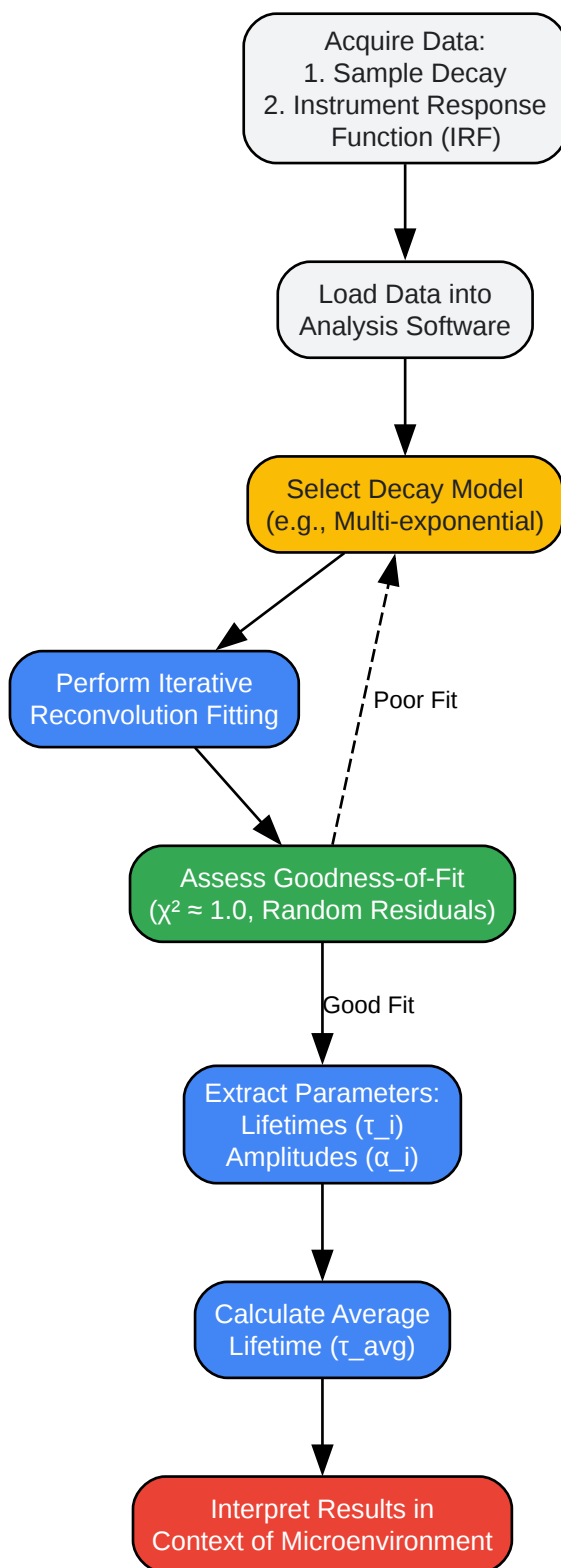 Acquire Data:
1. Sample Decay
2. Instrument Response
Function (IRF)
Load Data into
Analysis Software
Select Decay Model
(e.g., Multi-exponential)
Perform Iterative
Reconvolution Fitting
Poor Fit
Assess Goodness-of-Fit
(χ² ≈ 1.0, Random Residuals)
Good Fit
Extract Parameters:
Lifetimes (τ_i)
Amplitudes (α_i)
Calculate Average
Lifetime (τ_avg)
Interpret Results in
Context of Microenvironment